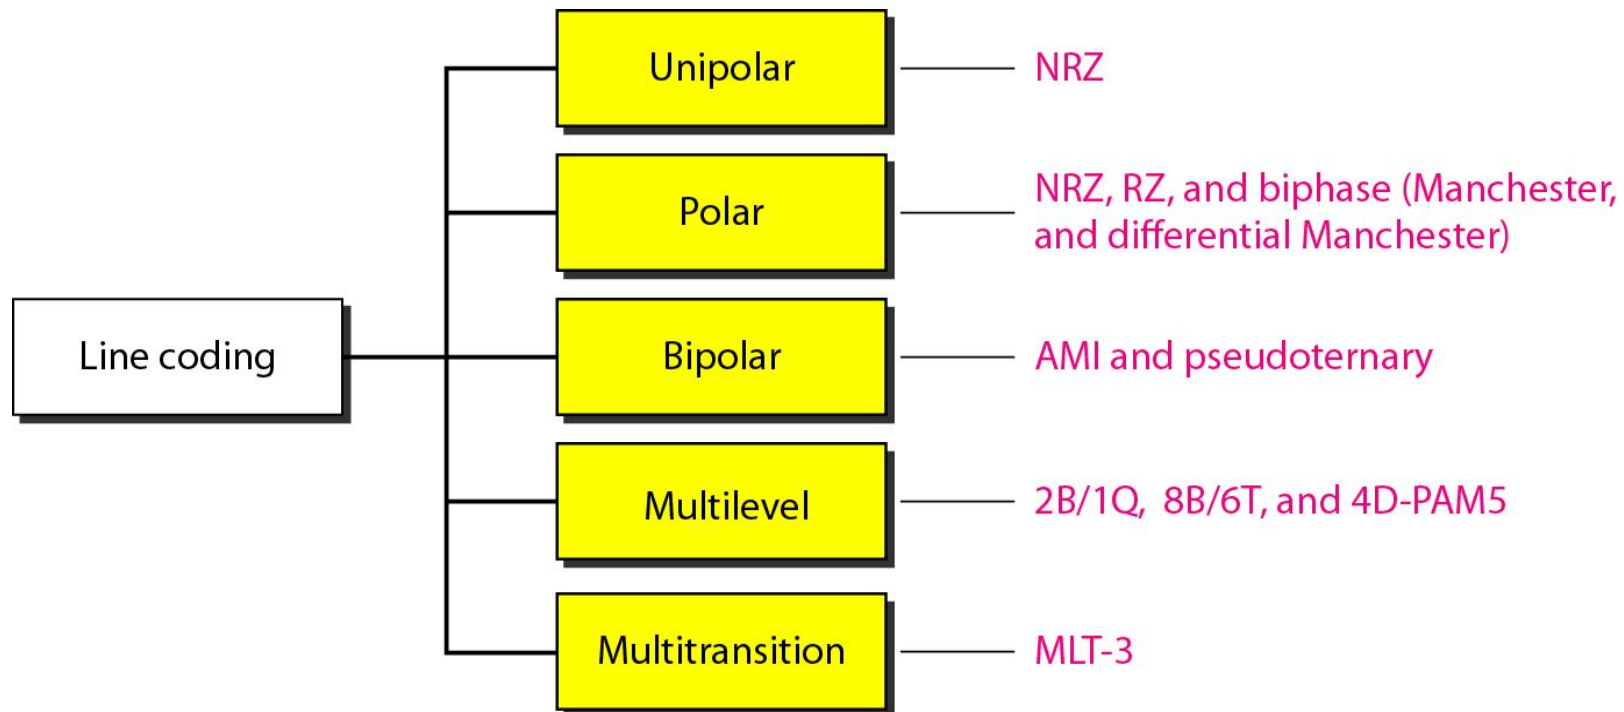 Unipolar
NRZ
Polar
NRZ, RZ, and biphase (Manchester,
and differential Manchester)
Line coding
Bipolar
AMI and pseudoternary
Multilevel
2B/1Q, 8B/6T, and 4D-PAM5
Multitransition
MLT-3